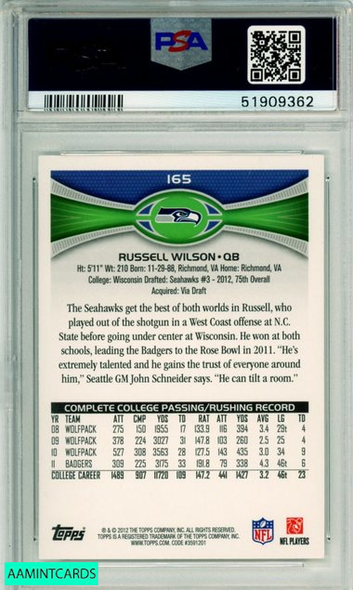 PSA
51909362
165
RUSSELL WILSON • QB
Ht: 5'11" Wt: 210 Born: 11-29-88, Richmond, VA Home: Richmond, VA
College: Wisconsin Drafted: Seahawks #3 - 2012, 75th Overall
Acquired: Via Draft
The Seahawks get the best of both worlds in Russell, who
played out of the shotgun in a West Coast offense at N.C.
State before going under center at Wisconsin. He won at both
schools, leading the Badgers to the Rose Bowl in 2011. "He's
extremely talented and he gains the trust of everyone around
him," Seattle GM John Schneider says. "He can tilt a room."
COMPLETE COLLEGE PASSING/RUSHING RECORD
YR TEAM ATT CMP YDS TD RAT ATT YDS AVG LG TD
08 WOLFPACK 275 150 1955 17 133.9 116 394 3.4 29t 4
09 WOLFPACK 378 224 3027 31 147.8 103 260 2.5 25 4
10 WOLFPACK 527 308 3563 28 127.5 143 435 3.0 34 9
11 BADGERS 309 225 3175 33 191.8 79 338 4.3 46t 6
COLLEGE CAREER 1489 907 11720 109 147.2 441 1427 3.2 46t 23
Topps
® & © 2012 THE TOPPS COMPANY, INC. ALL RIGHTS RESERVED.
TOPPS IS A REGISTERED TRADEMARK OF THE TOPPS COMPANY, INC.
WWW.TOPPS.COM. CODE #3591201
NFL
NFL PLAYERS
AAMINTCARDS